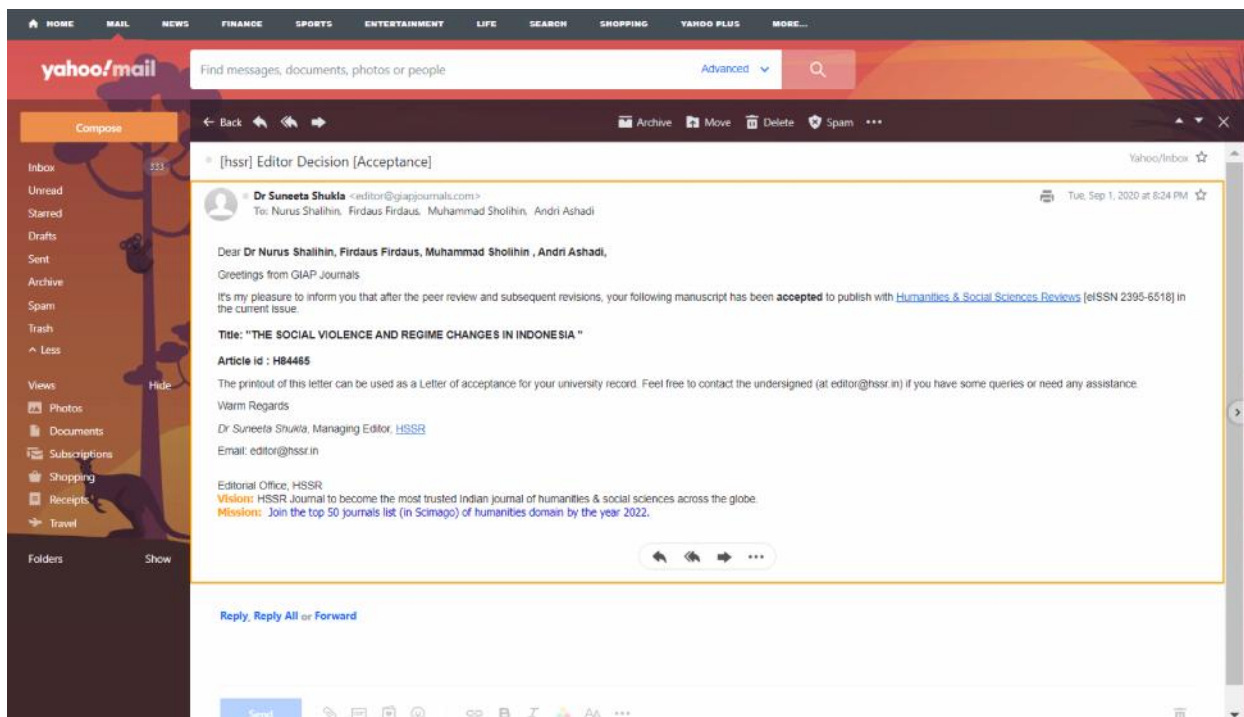 HOME MAIL NEWS FINANCE SPORTS ENTERTAINMENT LIFE SEARCH SHOPPING YAHOO PLUS MORE...
yahoo!mail
Find messages, documents, photos or people
Advanced
Compose
Back
Archive Move Delete Spam
Inbox 333
Unread
Starred
Drafts
Sent
Archive
Spam
Trash
Less
Views Hide
Photos
Documents
Subscriptions
Shopping
Receipts
Travel
Folders Show
[hssr] Editor Decision [Acceptance]
Yahoo/Inbox
Dr Suneeta Shukla <editor@giapjournals.com>
Tue, Sep 1, 2020 at 8:24 PM
To: Nurus Shalihin, Firdaus Firdaus, Muhammad Sholihin, Andri Ashadi
Dear Dr Nurus Shalihin, Firdaus Firdaus, Muhammad Sholihin , Andri Ashadi,
Greetings from GIAP Journals
It's my pleasure to inform you that after the peer review and subsequent revisions, your following manuscript has been accepted to publish with Humanities & Social Sciences Reviews [eISSN 2395-6518] in
the current issue.
Title: "THE SOCIAL VIOLENCE AND REGIME CHANGES IN INDONESIA "
Article id : H84465
The printout of this letter can be used as a Letter of acceptance for your university record. Feel free to contact the undersigned (at editor@hssr.in) if you have some queries or need any assistance.
Warm Regards
Dr Suneeta Shukla, Managing Editor, HSSR
Email: editor@hssr.in
Editorial Office, HSSR
Vision: HSSR Journal to become the most trusted Indian journal of humanities & social sciences across the globe.
Mission: Join the top 50 journals list (in Scimago) of humanities domain by the year 2022.
Reply, Reply All or Forward
Send